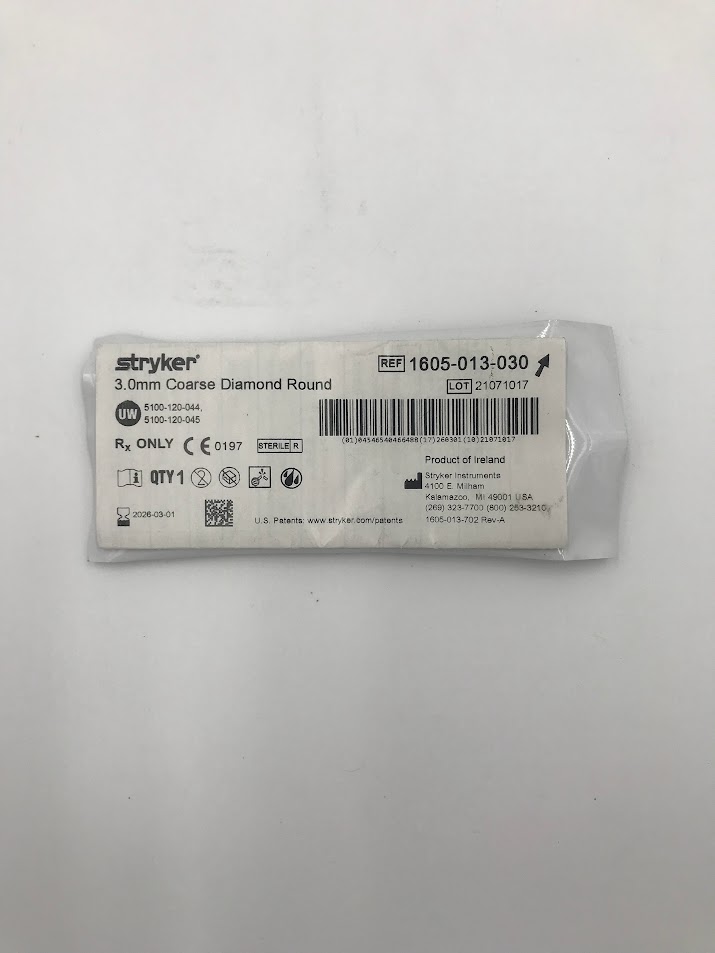 stryker®
3.0mm Coarse Diamond Round
REF 1605-013-030
LOT 21071017
UW 5100-120-044,
5100-120-045
(01)04546540466488(17)260301(10)21071017
Rx ONLY CE 0197 STERILE R
QTY 1
2026-03-01
U.S. Patents: www.stryker.com/patents
Product of Ireland
Stryker Instruments
4100 E. Milham
Kalamazoo, MI 49001 USA
(269) 323-7700 (800) 253-3210
1605-013-702 Rev-A